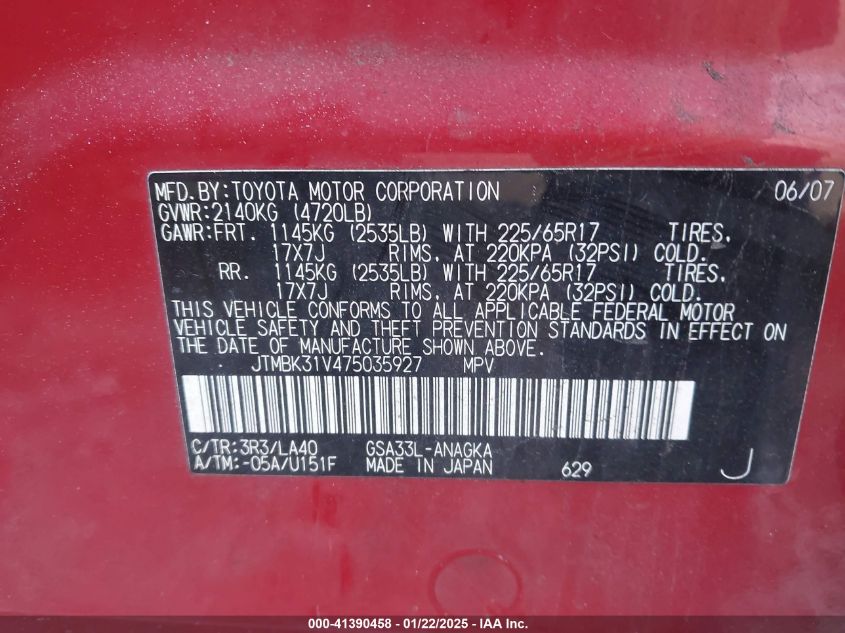 MFD. BY: TOYOTA MOTOR CORPORATION 06/07
GVWR: 2140KG (4720LB)
GAWR: FRT. 1145KG (2535LB) WITH 225/65R17 TIRES,
17X7J RIMS, AT 220KPA (32PSI) COLD.
RR. 1145KG (2535LB) WITH 225/65R17 TIRES,
17X7J RIMS, AT 220KPA (32PSI) COLD.
THIS VEHICLE CONFORMS TO ALL APPLICABLE FEDERAL MOTOR
VEHICLE SAFETY AND THEFT PREVENTION STANDARDS IN EFFECT ON
THE DATE OF MANUFACTURE SHOWN ABOVE.
JTMBK31V475035927 MPV
C/TR: 3R3/LA40 GSA33L-ANAGKA
A/TM: -05A/U151F MADE IN JAPAN 629 J
000-41390458 - 01/22/2025 - IAA Inc.